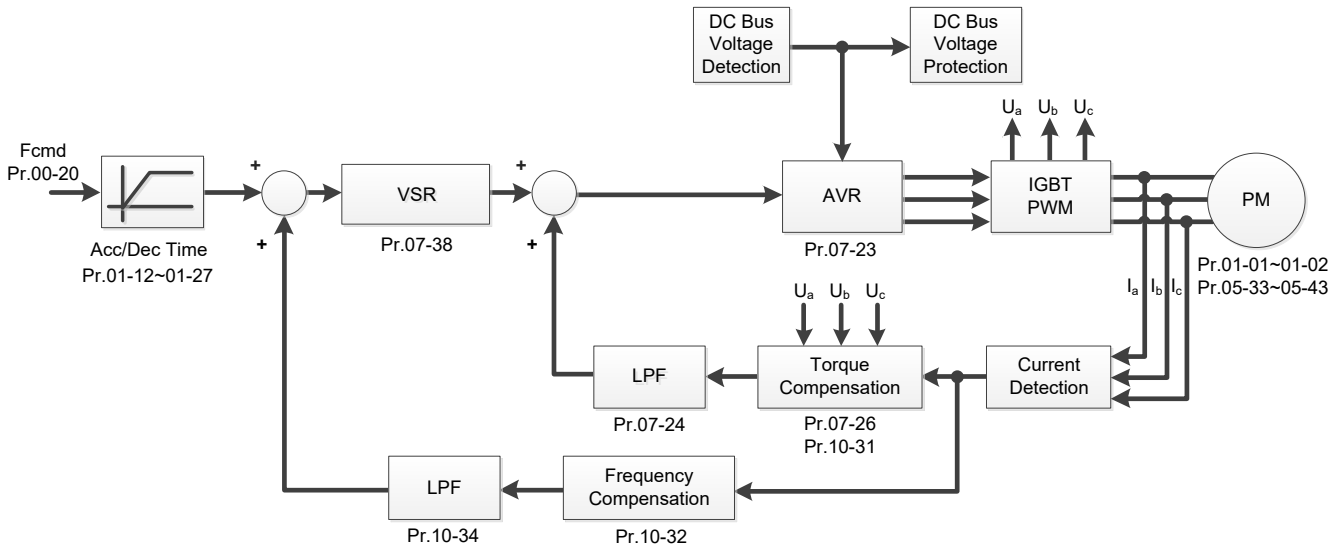 DC Bus
Voltage
Detection
DC Bus
Voltage
Protection
Fcmd
Pr.00-20
Acc/Dec Time
Pr.01-12~01-27
+
+
VSR
Pr.07-38
+
+
AVR
Pr.07-23
Ua
Ub
Uc
IGBT
PWM
PM
Pr.01-01~01-02
Pr.05-33~05-43
Ia
Ib
Ic
Ua
Ub
Uc
LPF
Pr.07-24
Torque
Compensation
Pr.07-26
Pr.10-31
Current
Detection
LPF
Pr.10-34
Frequency
Compensation
Pr.10-32